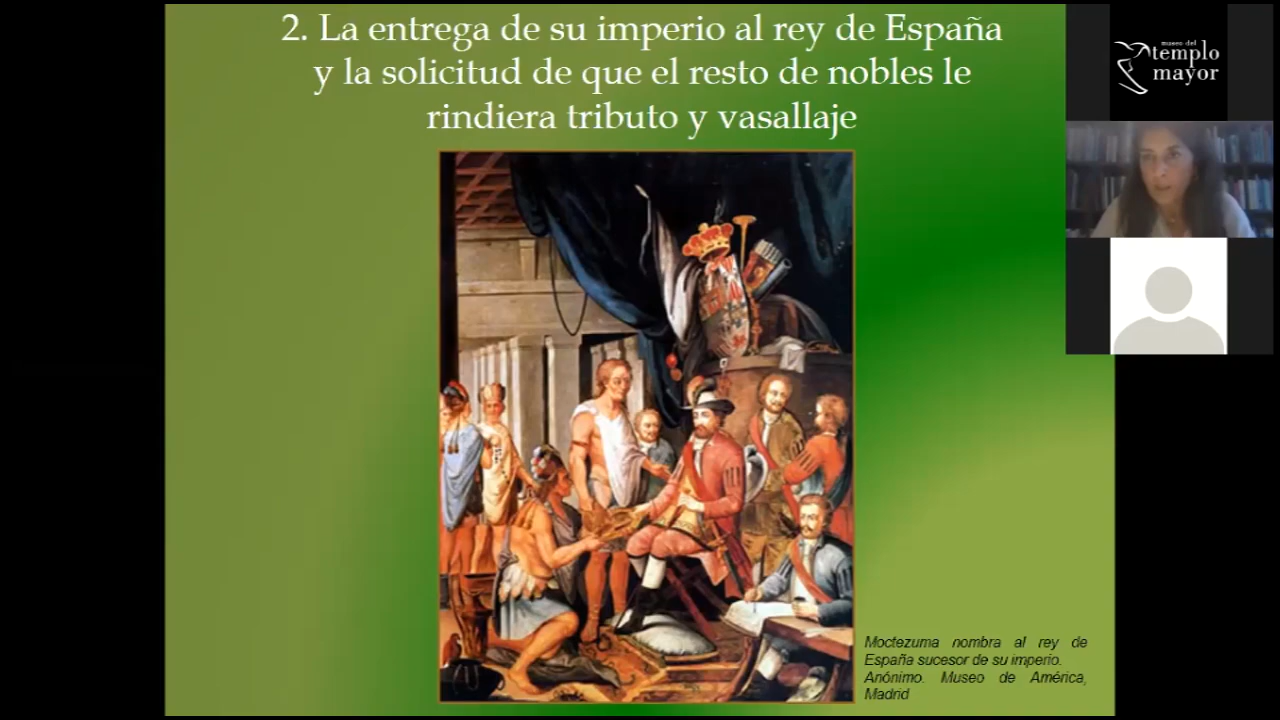 2. La entrega de su imperio al rey de España
y la solicitud de que el resto de nobles le
rindiera tributo y vasallaje
museo del
templo
mayor
Moctezuma nombra al rey de
España sucesor de su imperio.
Anónimo. Museo de América,
Madrid